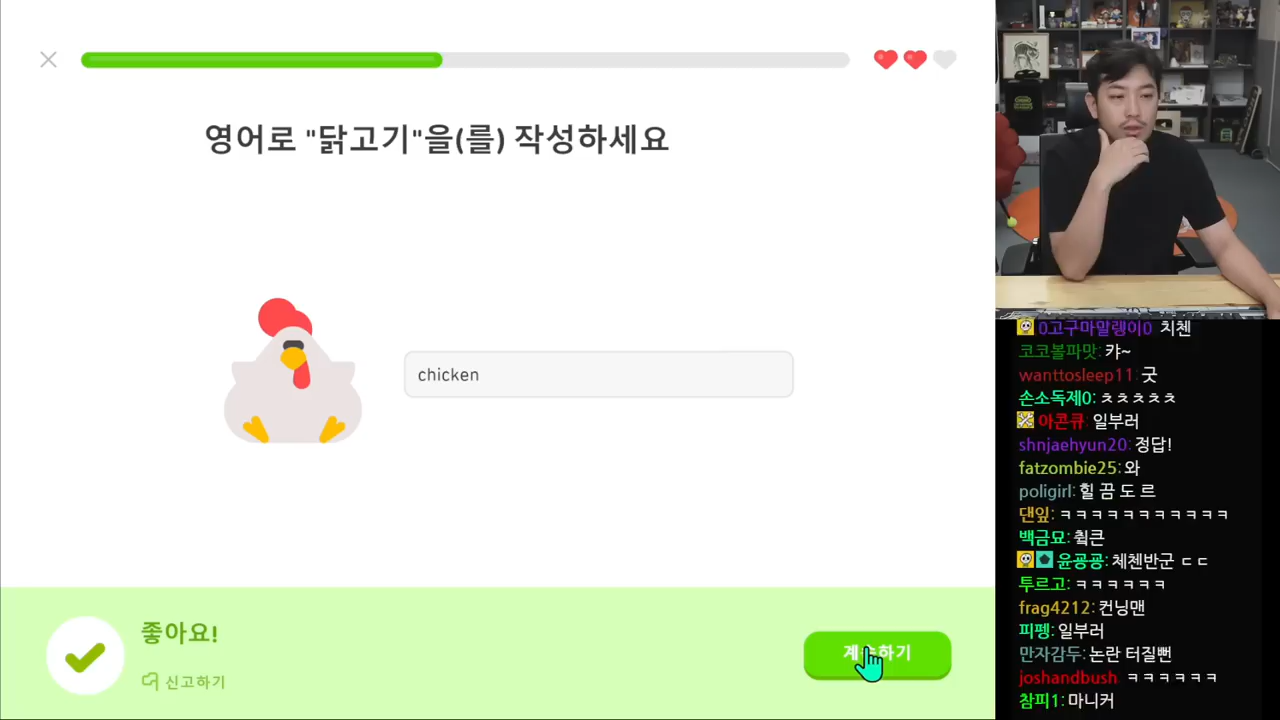 영어로 "닭고기"을(를) 작성하세요
chicken
좋아요!
신고하기
계속하기
0고구마말랭이0 치첸
코코볼파맛: 캬~
wanttosleep11: 굿
손소독제0: ㅊㅊㅊㅊㅊ
아콘큐: 일부러
shnjaehyun20: 정답!
fatzombie25: 와
poligirl: 힐 끔 도 르
댄잎: ㅋㅋㅋㅋㅋㅋㅋㅋㅋㅋㅋ
백금묘: 췤큰
윤굥굥: 체첸반군 ㄷㄷ
투르고: ㅋㅋㅋㅋㅋㅋ
frag4212: 컨닝맨
피펭: 일부러
만자감두: 논란 터질뻔
joshandbush ㅋㅋㅋㅋㅋㅋ
참피1: 마니커